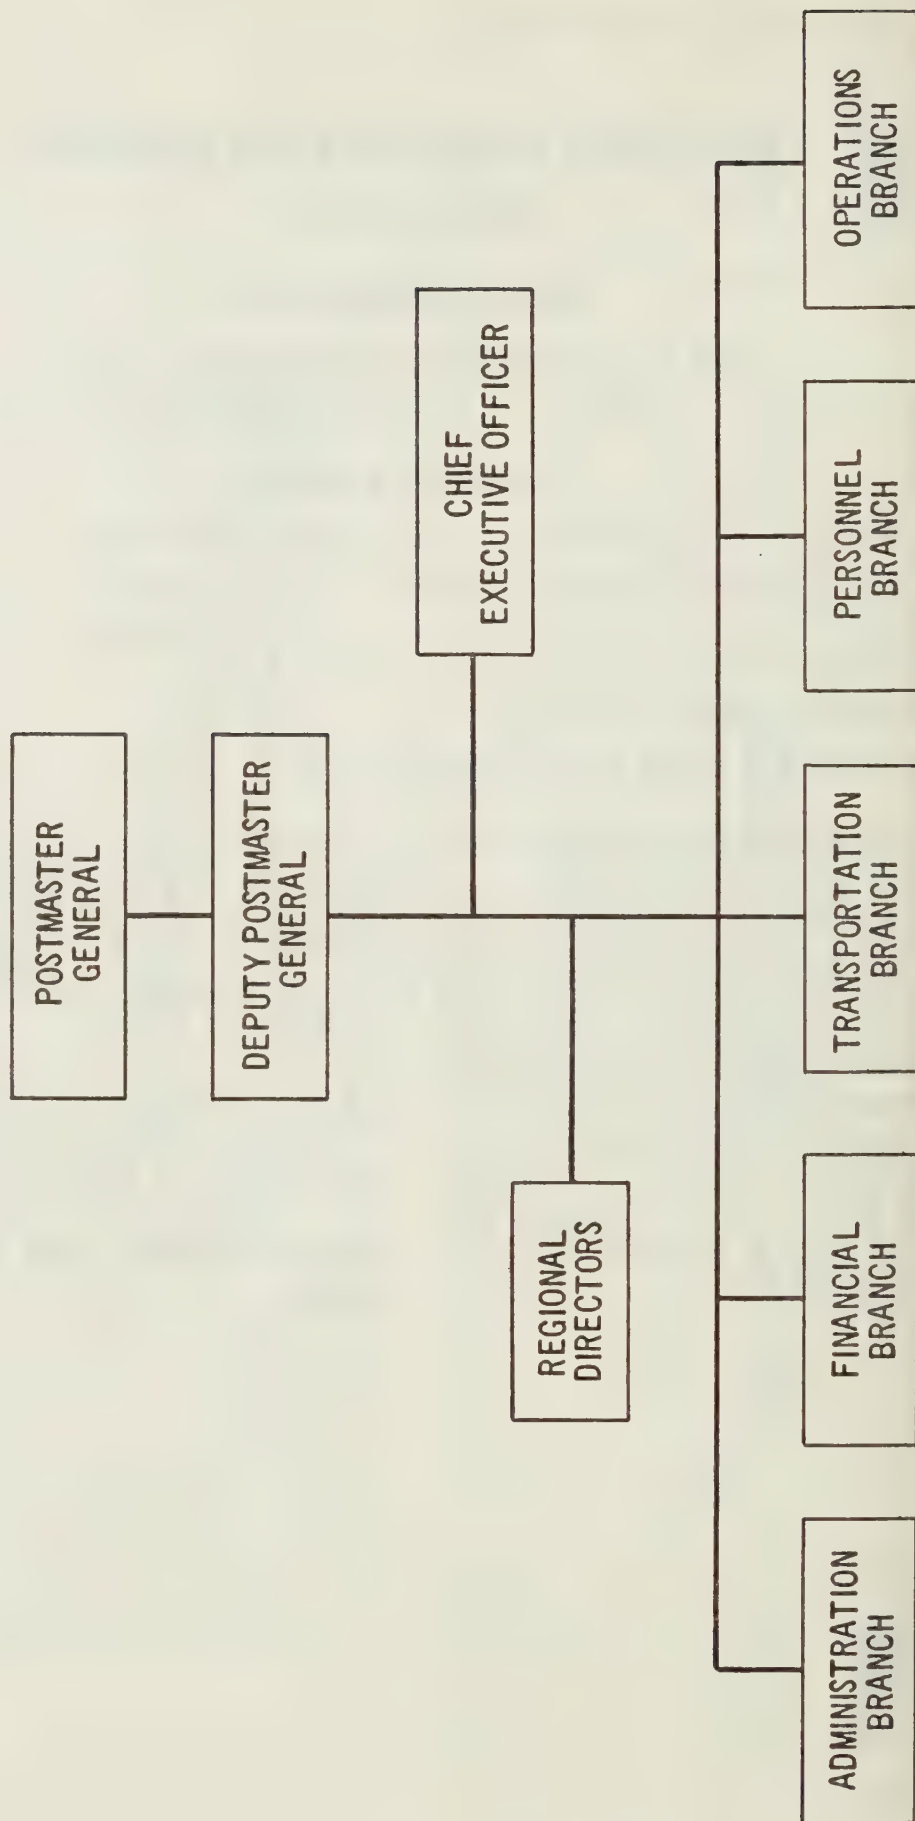 POSTMASTER
GENERAL
DEPUTY POSTMASTER
GENERAL
CHIEF
EXECUTIVE OFFICER
REGIONAL
DIRECTORS
ADMINISTRATION
BRANCH
FINANCIAL
BRANCH
TRANSPORTATION
BRANCH
PERSONNEL
BRANCH
OPERATIONS
BRANCH